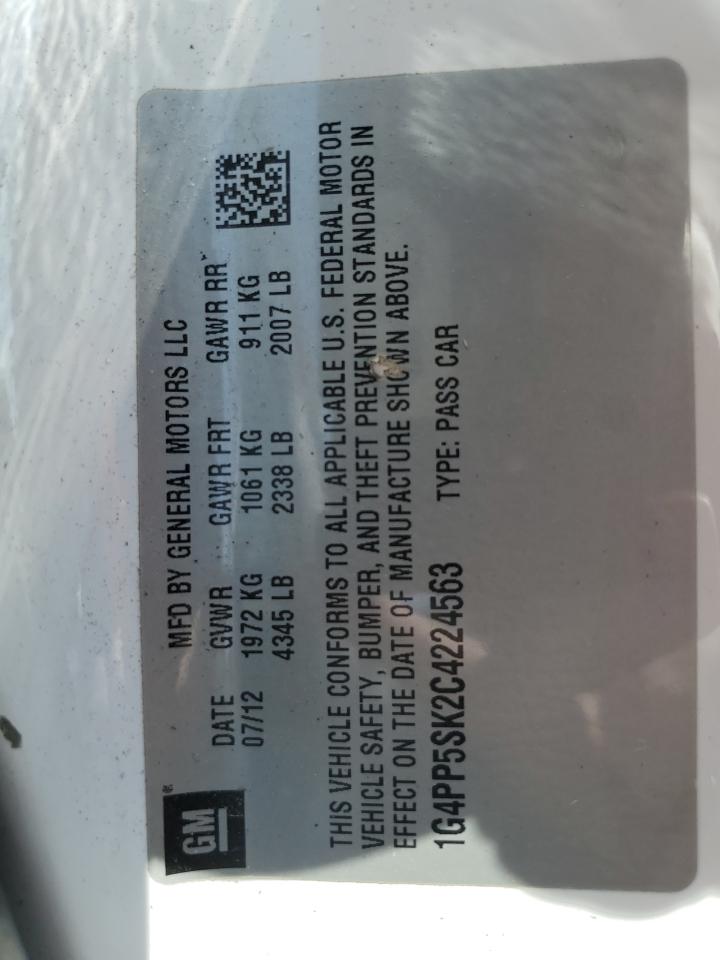 GM®
MFD BY GENERAL MOTORS LLC
DATE GVWR GAWR FRT GAWR RR
07/12 1972 KG 1061 KG 911 KG
4345 LB 2338 LB 2007 LB
THIS VEHICLE CONFORMS TO ALL APPLICABLE U.S. FEDERAL MOTOR
VEHICLE SAFETY, BUMPER, AND THEFT PREVENTION STANDARDS IN
EFFECT ON THE DATE OF MANUFACTURE SHOWN ABOVE.
1G4PP5SK2C4224563 TYPE: PASS CAR